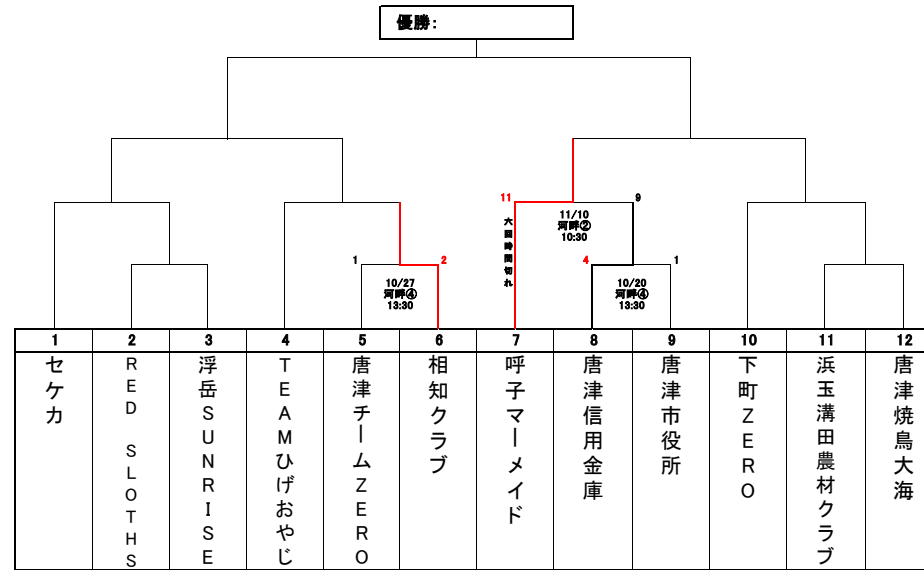 優勝:
11
9
六回時間切れ
11/10
河畔②
10:30
1
2
4
1
10/27
河畔④
13:30
10/20
河畔④
13:30
1
2
3
4
5
6
7
8
9
10
11
12
セケカ
RED SLOTHS
浮岳SUNRISE
TEAMひげおやじ
唐津チームZERO
相知クラブ
呼子マーメイド
唐津信用金庫
唐津市役所
下町ZERO
浜玉溝田農材クラブ
唐津焼鳥大海